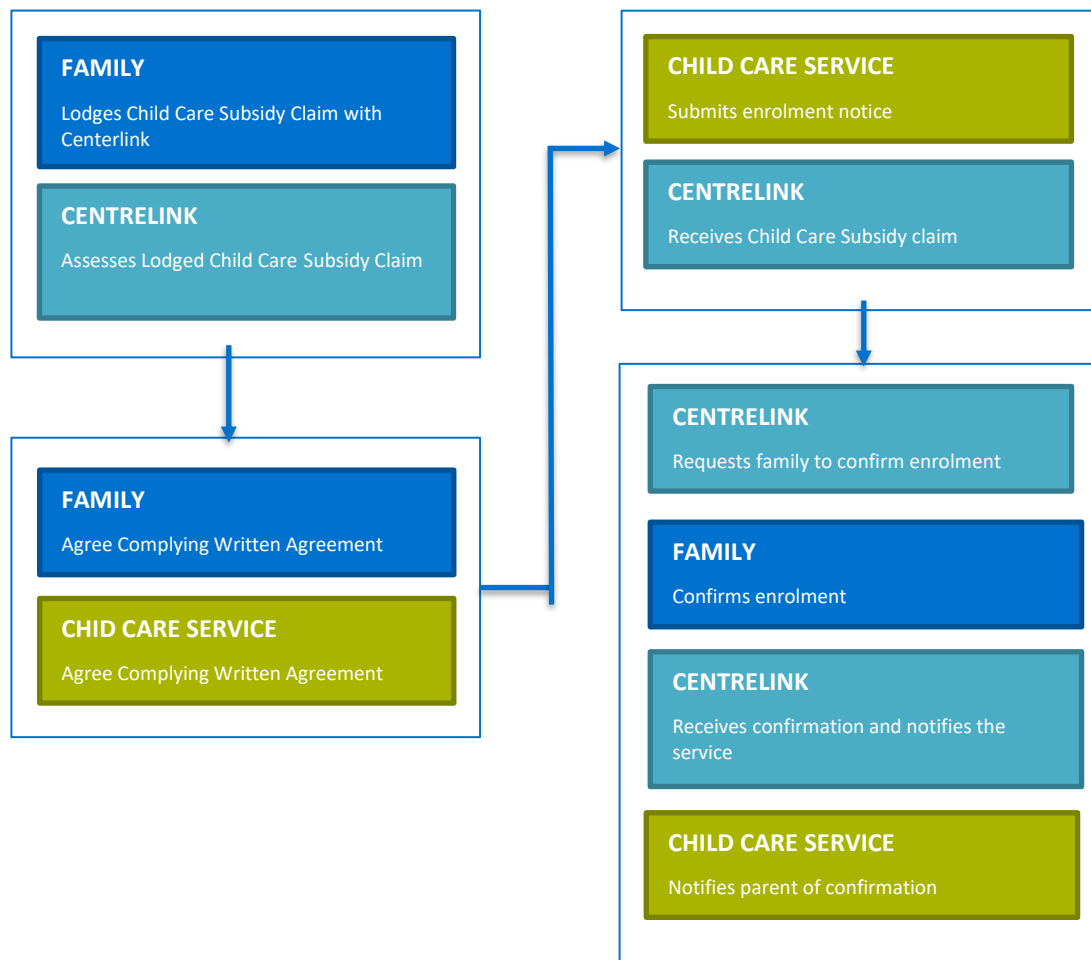 FAMILY
Lodges Child Care Subsidy Claim with
Centerlink
CENTRELINK
Assesses Lodged Child Care Subsidy Claim
FAMILY
Agree Complying Written Agreement
CHID CARE SERVICE
Agree Complying Written Agreement
CHILD CARE SERVICE
Submits enrolment notice
CENTRELINK
Receives Child Care Subsidy claim
CENTRELINK
Requests family to confirm enrolment
FAMILY
Confirms enrolment
CENTRELINK
Receives confirmation and notifies the
service
CHILD CARE SERVICE
Notifies parent of confirmation